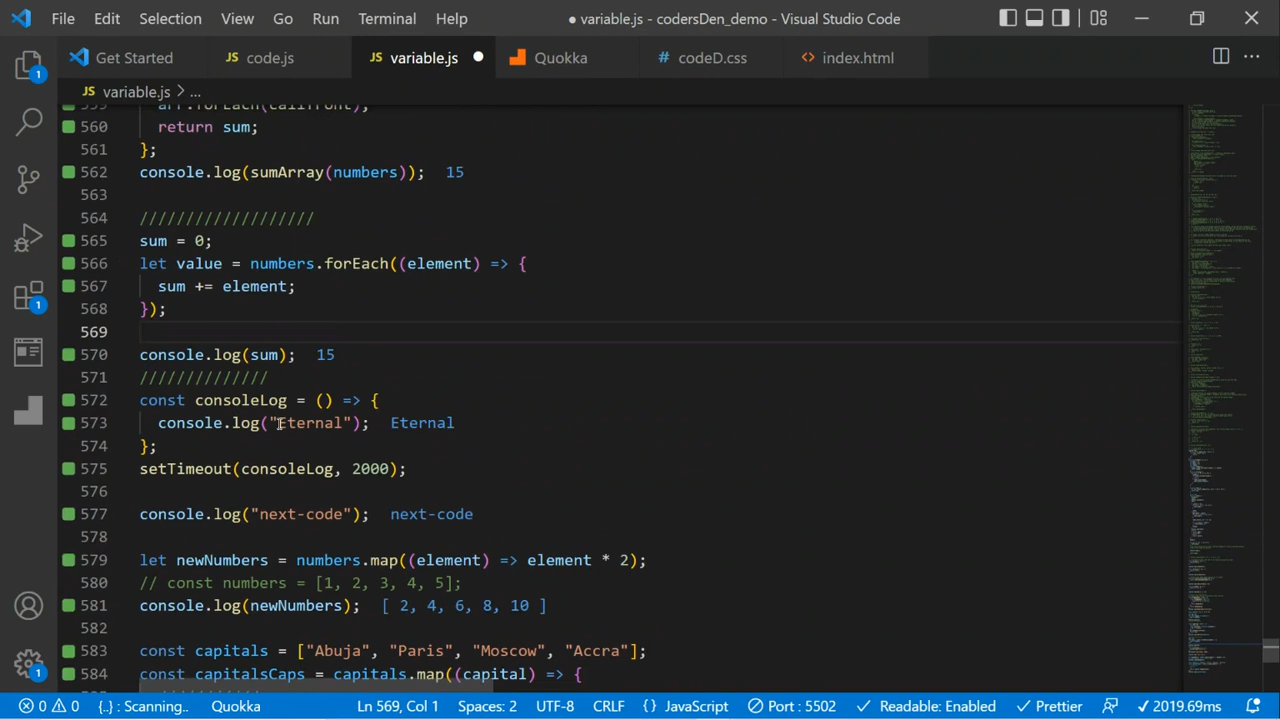 File Edit Selection View Go Run Terminal Help ● variable.js - codersDen_demo - Visual Studio Code
Get Started JS code.js JS variable.js Quokka # codeD.css <> index.html
JS variable.js > ...
559 arr.forEach(callfront);
560 return sum;
561 };
562 console.log(sumArray(numbers)); 15
563
564 ///////////////////
565 sum = 0;
566 let value = numbers.forEach((element) => {
567 sum += element;
568 });
569
570 console.log(sum); 15
571 //////////////
572 const consoleLog = () => {
573 console.log("Eternal"); Eternal
574 };
575 setTimeout(consoleLog, 2000);
576
577 console.log("next-code"); next-code
578
579 let newNumbers = numbers.map((element) => element * 2);
580 // const numbers = [1, 2, 3, 4, 5];
581 console.log(newNumbers); [ 2, 4, 6, 8, 10 ]
582
583 const capitals = ["Abuja", "Paris", "Moscow", "Accra"];
584 const capitalsCaps = capitals.map((capital) => {
0 0 {..} : Scanning.. Quokka Ln 569, Col 1 Spaces: 2 UTF-8 CRLF {} JavaScript Port : 5502 Readable: Enabled Prettier 2019.69ms